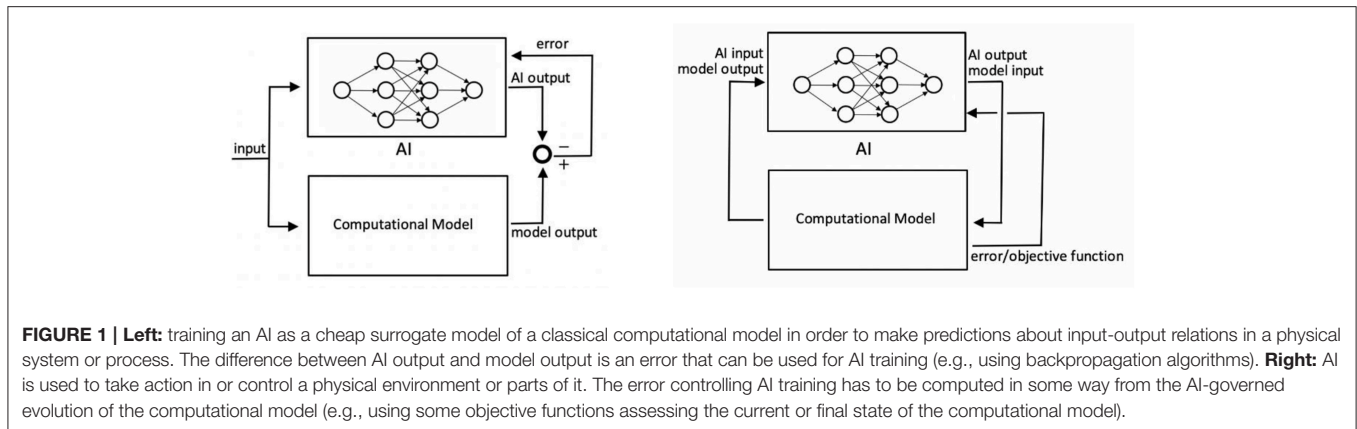 error
AI output
AI
input
−
+
Computational Model
model output
AI input
model output
AI output
model input
AI
Computational Model
error/objective function
FIGURE 1 | Left: training an AI as a cheap surrogate model of a classical computational model in order to make predictions about input-output relations in a physical
system or process. The difference between AI output and model output is an error that can be used for AI training (e.g., using backpropagation algorithms). Right: AI
is used to take action in or control a physical environment or parts of it. The error controlling AI training has to be computed in some way from the AI-governed
evolution of the computational model (e.g., using some objective functions assessing the current or final state of the computational model).